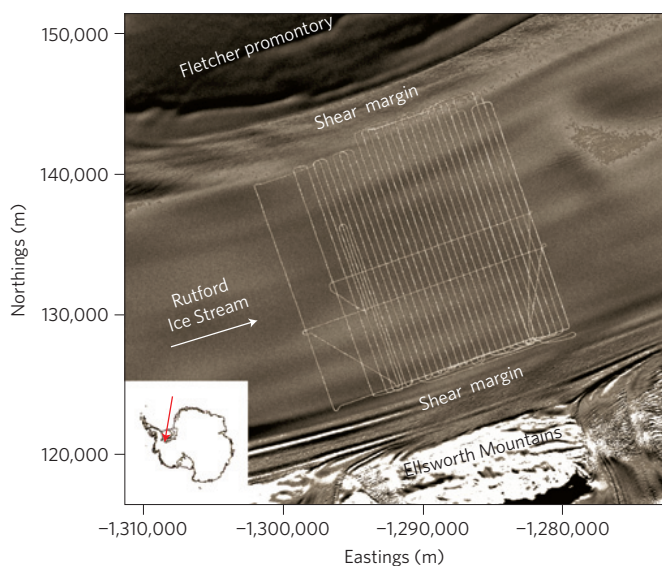 150,000
140,000
130,000
120,000
Northings (m)
Fletcher promontory
Shear margin
Rutford
Ice Stream
Shear margin
Ellsworth Mountains
−1,310,000
−1,300,000
−1,290,000
−1,280,000
Eastings (m)